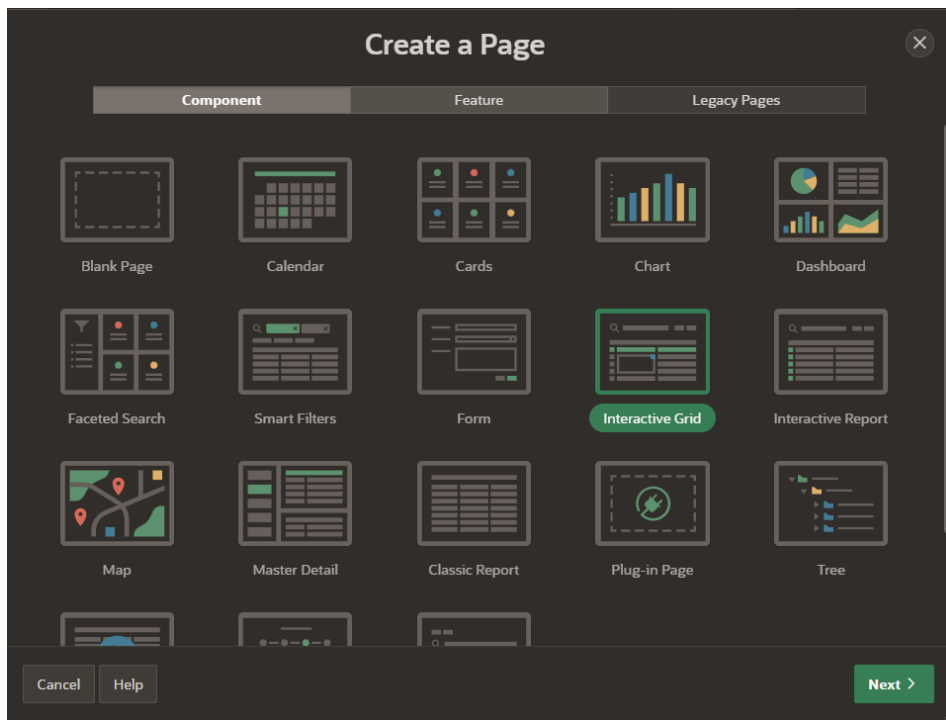 Create a Page
Component Feature Legacy Pages
Blank Page Calendar Cards Chart Dashboard
Faceted Search Smart Filters Form Interactive Grid Interactive Report
Map Master Detail Classic Report Plug-in Page Tree
Cancel Help Next